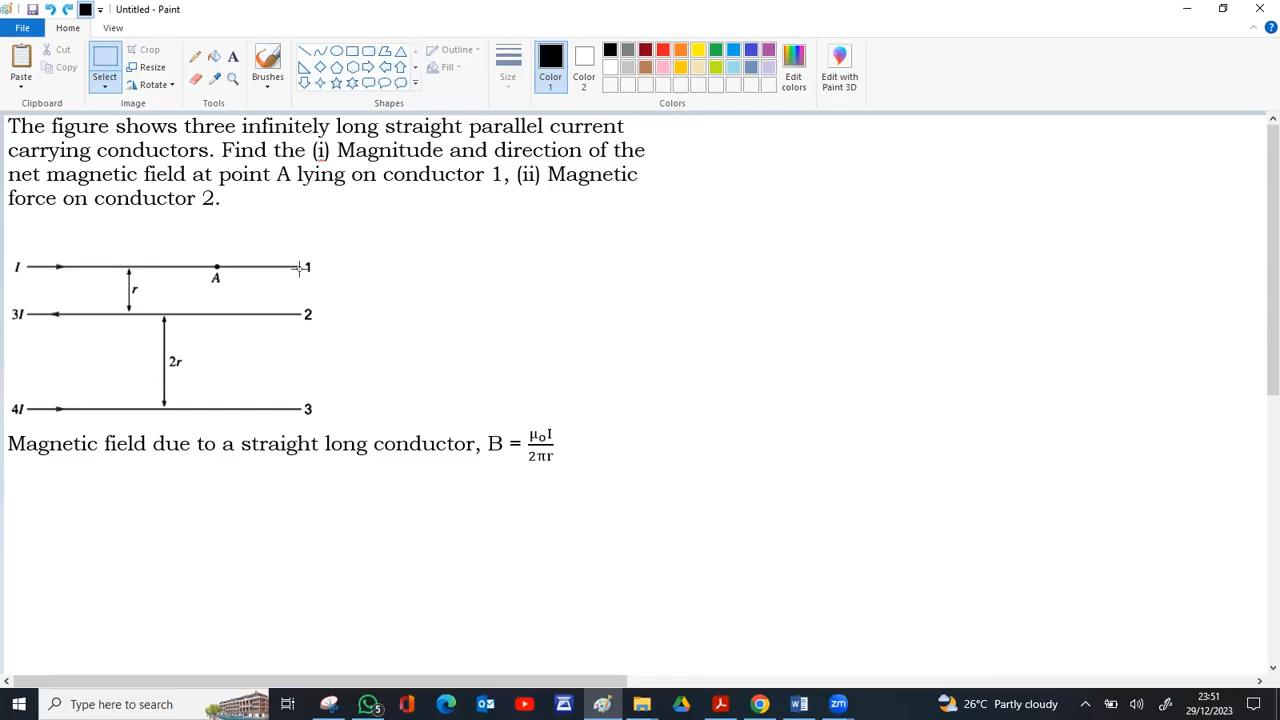 Untitled - Paint
File Home View
Paste
Cut
Copy
Clipboard
Select
Crop
Resize
Rotate
Image
Tools
Brushes
Shapes
Outline
Fill
Size
Color 1
Color 2
Colors
Edit colors
Edit with Paint 3D
The figure shows three infinitely long straight parallel current
carrying conductors. Find the (i) Magnitude and direction of the
net magnetic field at point A lying on conductor 1, (ii) Magnetic
force on conductor 2.
I 1
A
r
3I 2
2r
4I 3
Magnetic field due to a straight long conductor, B = μ₀I / 2πr
Type here to search
5
zm
26°C Partly cloudy
23:51
29/12/2023